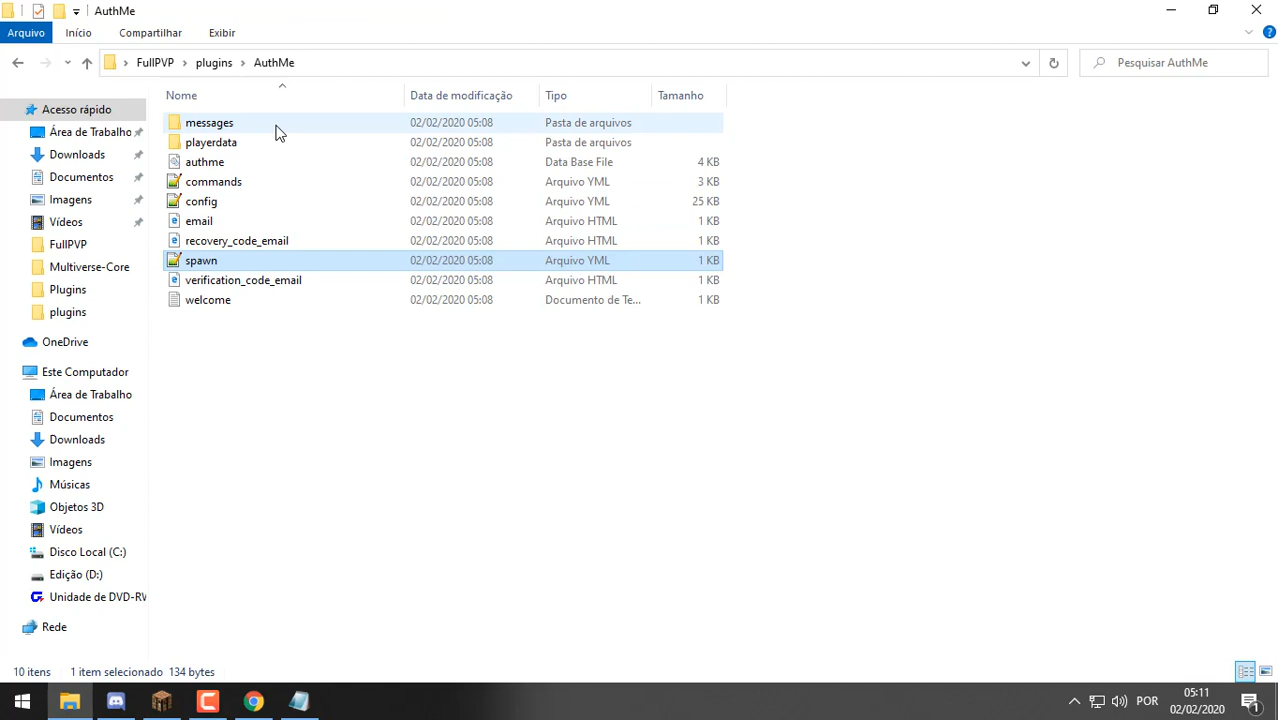 AuthMe
Arquivo Início Compartilhar Exibir
FullPVP plugins AuthMe
Pesquisar AuthMe
Nome Data de modificação Tipo Tamanho
messages 02/02/2020 05:08 Pasta de arquivos
playerdata 02/02/2020 05:08 Pasta de arquivos
authme 02/02/2020 05:08 Data Base File 4 KB
commands 02/02/2020 05:08 Arquivo YML 3 KB
config 02/02/2020 05:08 Arquivo YML 25 KB
email 02/02/2020 05:08 Arquivo HTML 1 KB
recovery_code_email 02/02/2020 05:08 Arquivo HTML 1 KB
spawn 02/02/2020 05:08 Arquivo YML 1 KB
verification_code_email 02/02/2020 05:08 Arquivo HTML 1 KB
welcome 02/02/2020 05:08 Documento de Te... 1 KB
Acesso rápido
Área de Trabalho
Downloads
Documentos
Imagens
Vídeos
FullPVP
Multiverse-Core
Plugins
plugins
OneDrive
Este Computador
Área de Trabalho
Documentos
Downloads
Imagens
Músicas
Objetos 3D
Vídeos
Disco Local (C:)
Edição (D:)
Unidade de DVD-RW
Rede
10 itens 1 item selecionado 134 bytes
POR
05:11
02/02/2020
1